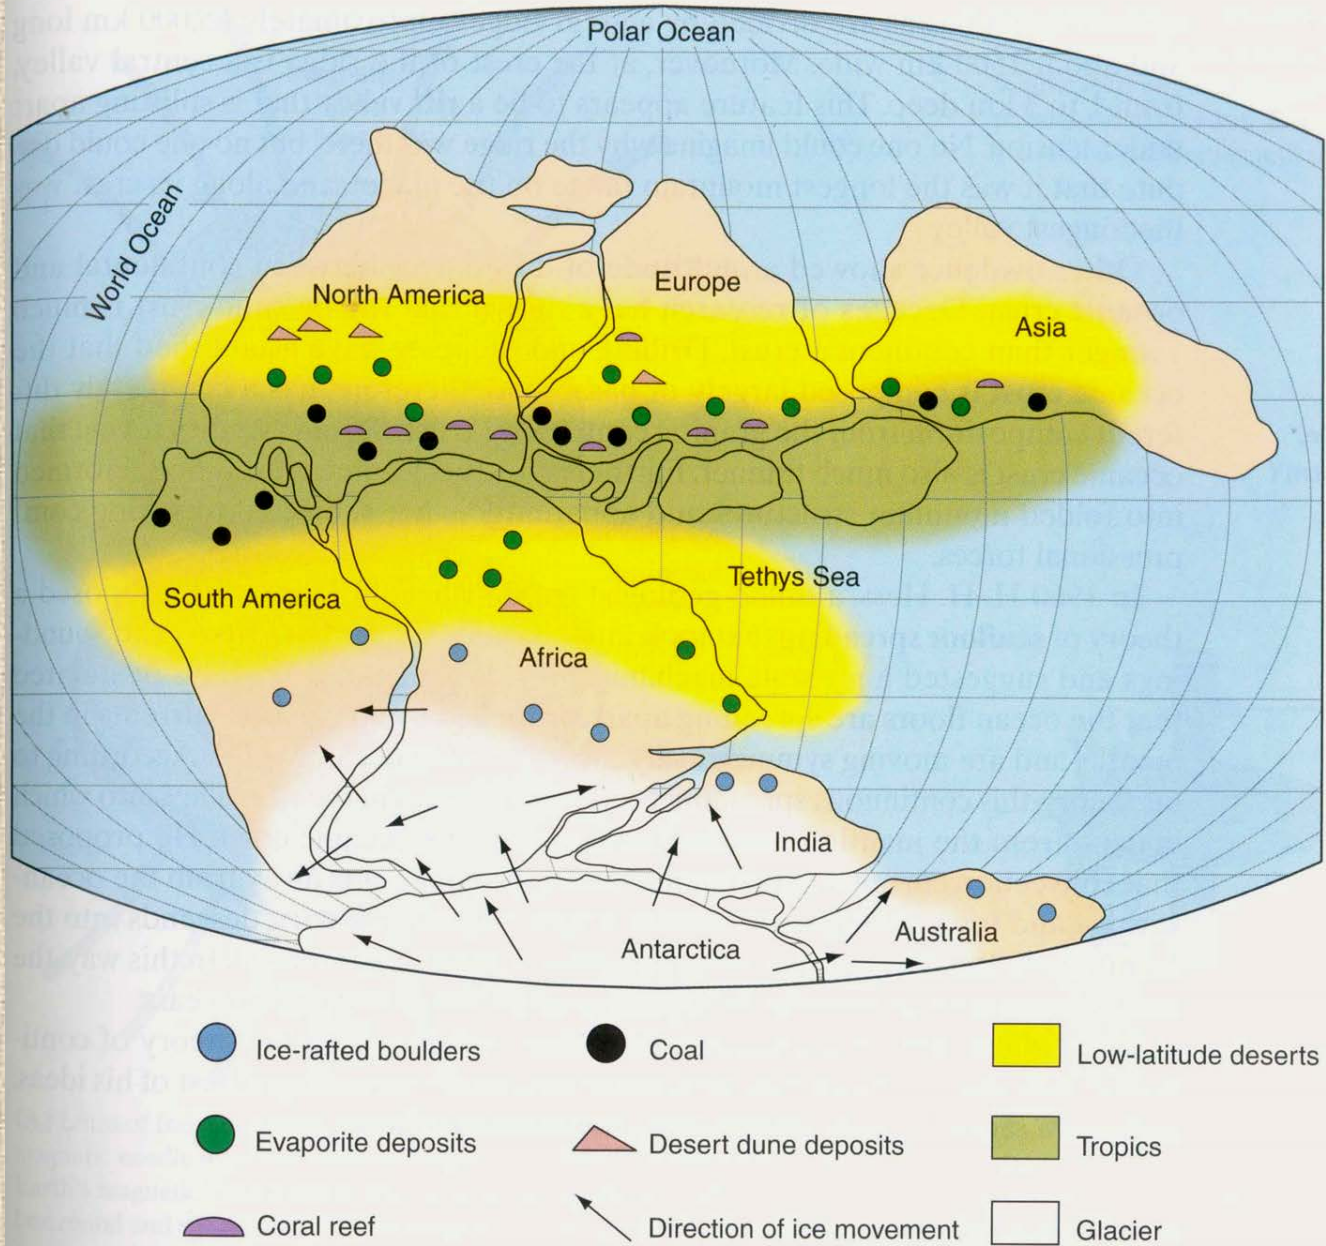 Polar Ocean
World Ocean
North America
Europe
Asia
Tethys Sea
South America
Africa
India
Australia
Antarctica
Ice-rafted boulders
Coal
Low-latitude deserts
Evaporite deposits
Desert dune deposits
Tropics
Coral reef
Direction of ice movement
Glacier